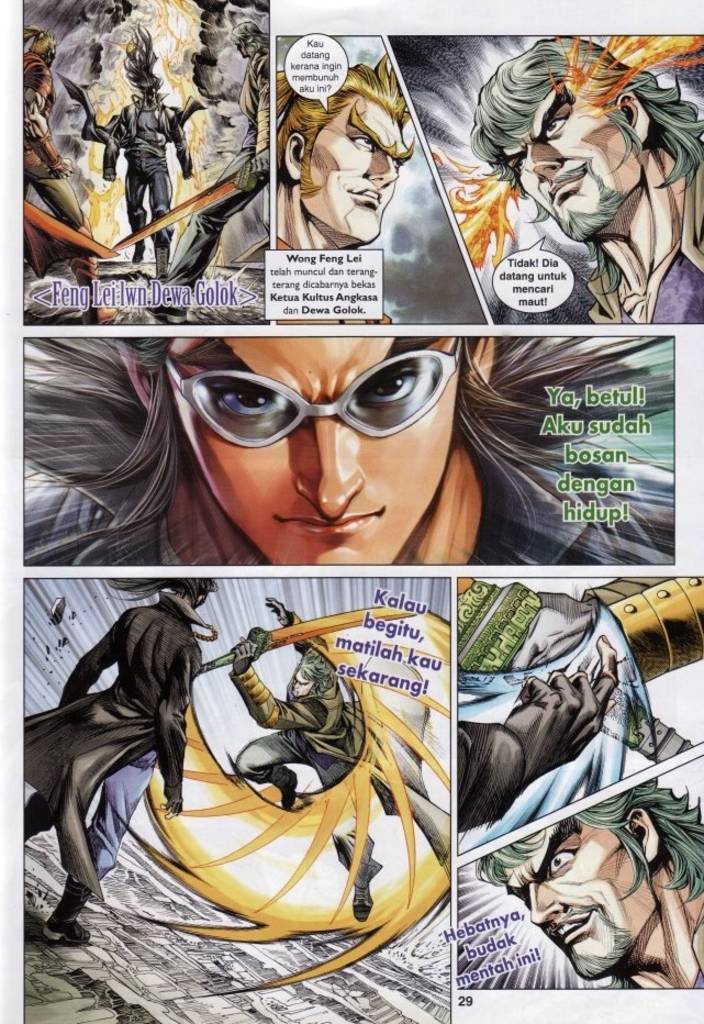 <Feng Lei lwn Dewa Golok>
Kau
datang
kerana ingin
membunuh
aku ini?
Wong Feng Lei
telah muncul dan terang-
terang dicabarnya bekas
Ketua Kultus Angkasa
dan Dewa Golok.
Tidak! Dia
datang untuk
mencari
maut!
Ya, betul!
Aku sudah
bosan
dengan
hidup!
Kalau
begitu,
matilah kau
sekarang!
Hebatnya,
budak
mentah ini!
29